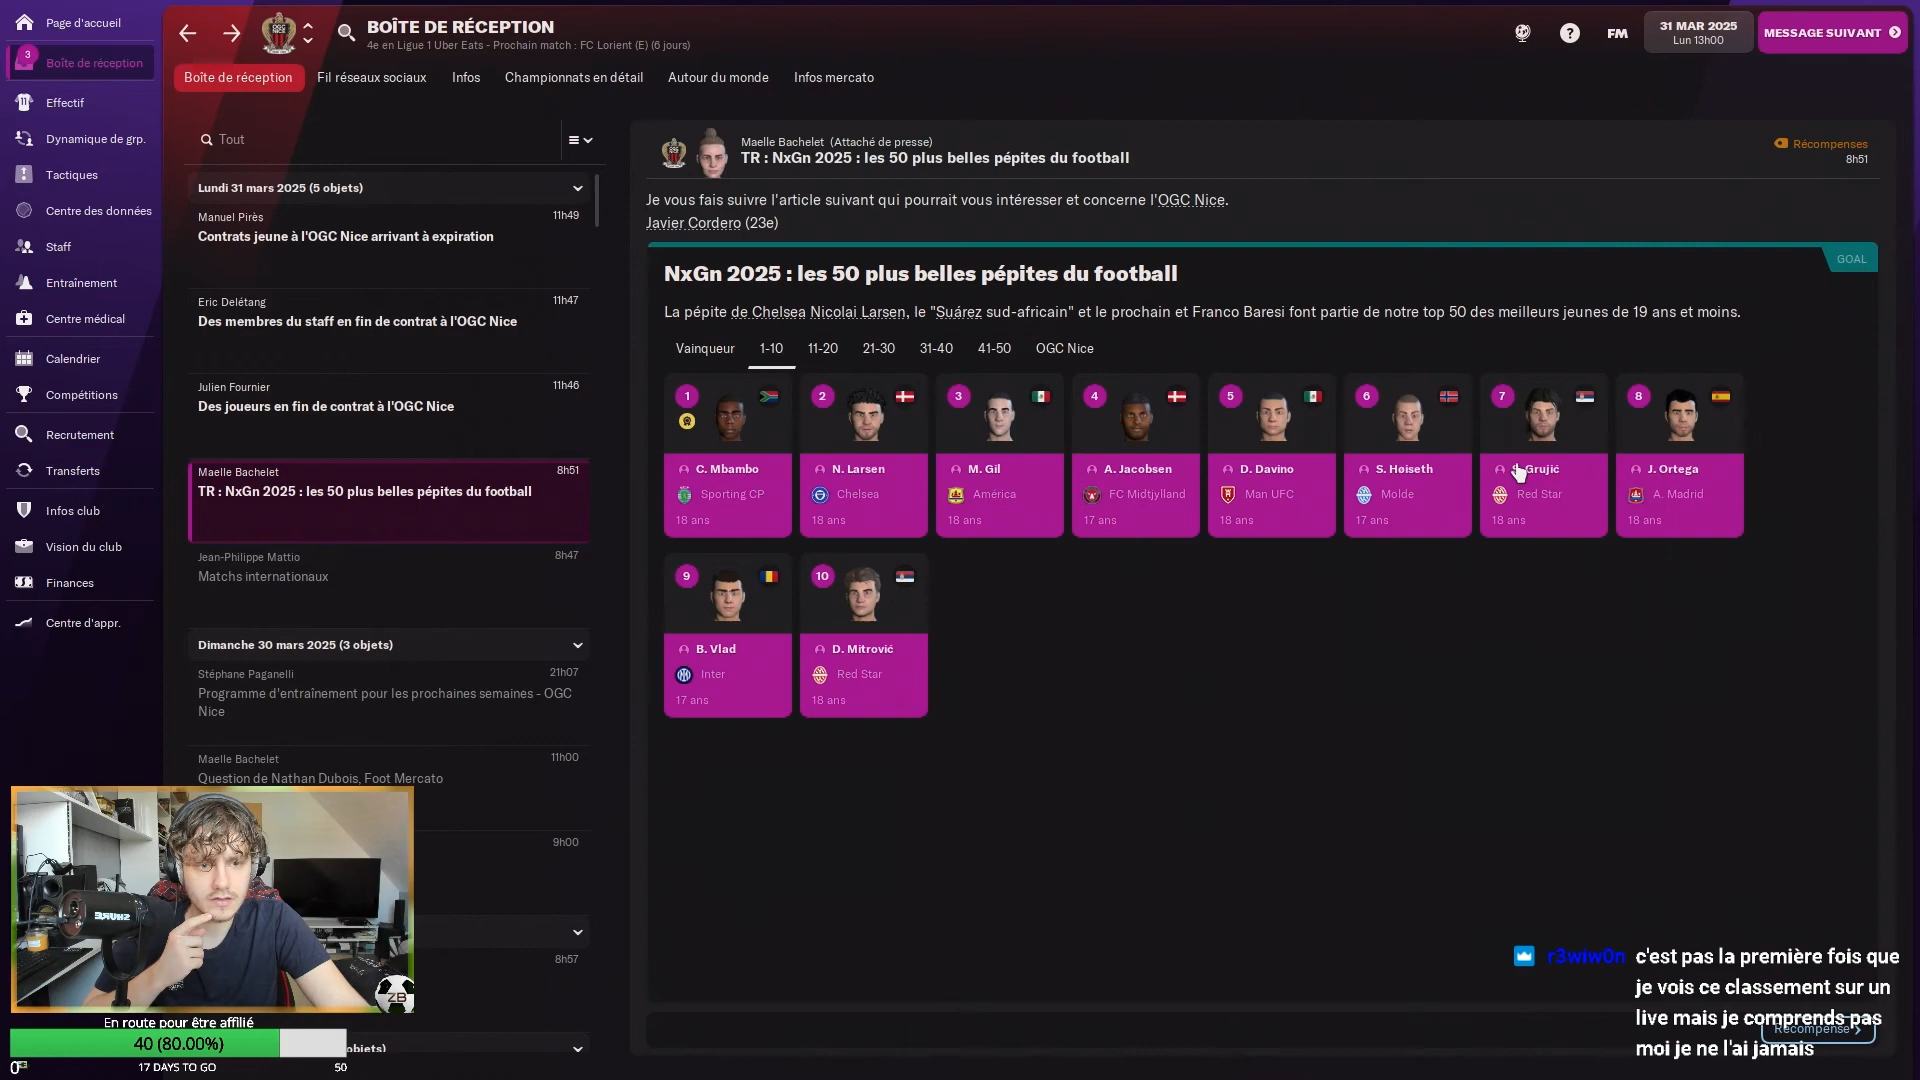 Page d'accueil
3
Boîte de réception
Effectif
Dynamique de grp.
Tactiques
Centre des données
Staff
Entraînement
Centre médical
Calendrier
Compétitions
Recrutement
Transferts
Infos club
Vision du club
Finances
Centre d'appr.
BOÎTE DE RÉCEPTION
4e en Ligue 1 Uber Eats - Prochain match : FC Lorient (E) (6 jours)
FM
31 MAR 2025
Lun 13h00
MESSAGE SUIVANT
Boîte de réception
Fil réseaux sociaux
Infos
Championnats en détail
Autour du monde
Infos mercato
Tout
Lundi 31 mars 2025 (5 objets)
Manuel Pirès
11h49
Contrats jeune à l'OGC Nice arrivant à expiration
Eric Delétang
11h47
Des membres du staff en fin de contrat à l'OGC Nice
Julien Fournier
11h46
Des joueurs en fin de contrat à l'OGC Nice
Maelle Bachelet
8h51
TR : NxGn 2025 : les 50 plus belles pépites du football
Jean-Philippe Mattio
8h47
Matchs internationaux
Dimanche 30 mars 2025 (3 objets)
Stéphane Paganelli
21h07
Programme d'entraînement pour les prochaines semaines - OGC
Nice
Maelle Bachelet
11h00
Question de Nathan Dubois, Foot Mercato
9h00
8h57
objets)
Maelle Bachelet (Attaché de presse)
TR : NxGn 2025 : les 50 plus belles pépites du football
Récompenses
8h51
Je vous fais suivre l'article suivant qui pourrait vous intéresser et concerne l'OGC Nice.
Javier Cordero (23e)
GOAL
NxGn 2025 : les 50 plus belles pépites du football
La pépite de Chelsea Nicolai Larsen, le "Suárez sud-africain" et le prochain et Franco Baresi font partie de notre top 50 des meilleurs jeunes de 19 ans et moins.
Vainqueur
1-10
11-20
21-30
31-40
41-50
OGC Nice
1
C. Mbambo
Sporting CP
18 ans
2
N. Larsen
Chelsea
18 ans
3
M. Gil
América
18 ans
4
A. Jacobsen
FC Midtjylland
17 ans
5
D. Davino
Man UFC
18 ans
6
S. Høiseth
Molde
17 ans
7
Grujić
Red Star
18 ans
8
J. Ortega
A. Madrid
18 ans
9
B. Vlad
Inter
17 ans
10
D. Mitrović
Red Star
18 ans
Récompense
r3wiw0n c'est pas la première fois que
je vois ce classement sur un
live mais je comprends pas
moi je ne l'ai jamais
SHURE
ZB
En route pour être affilié
40 (80.00%)
0
17 DAYS TO GO
50